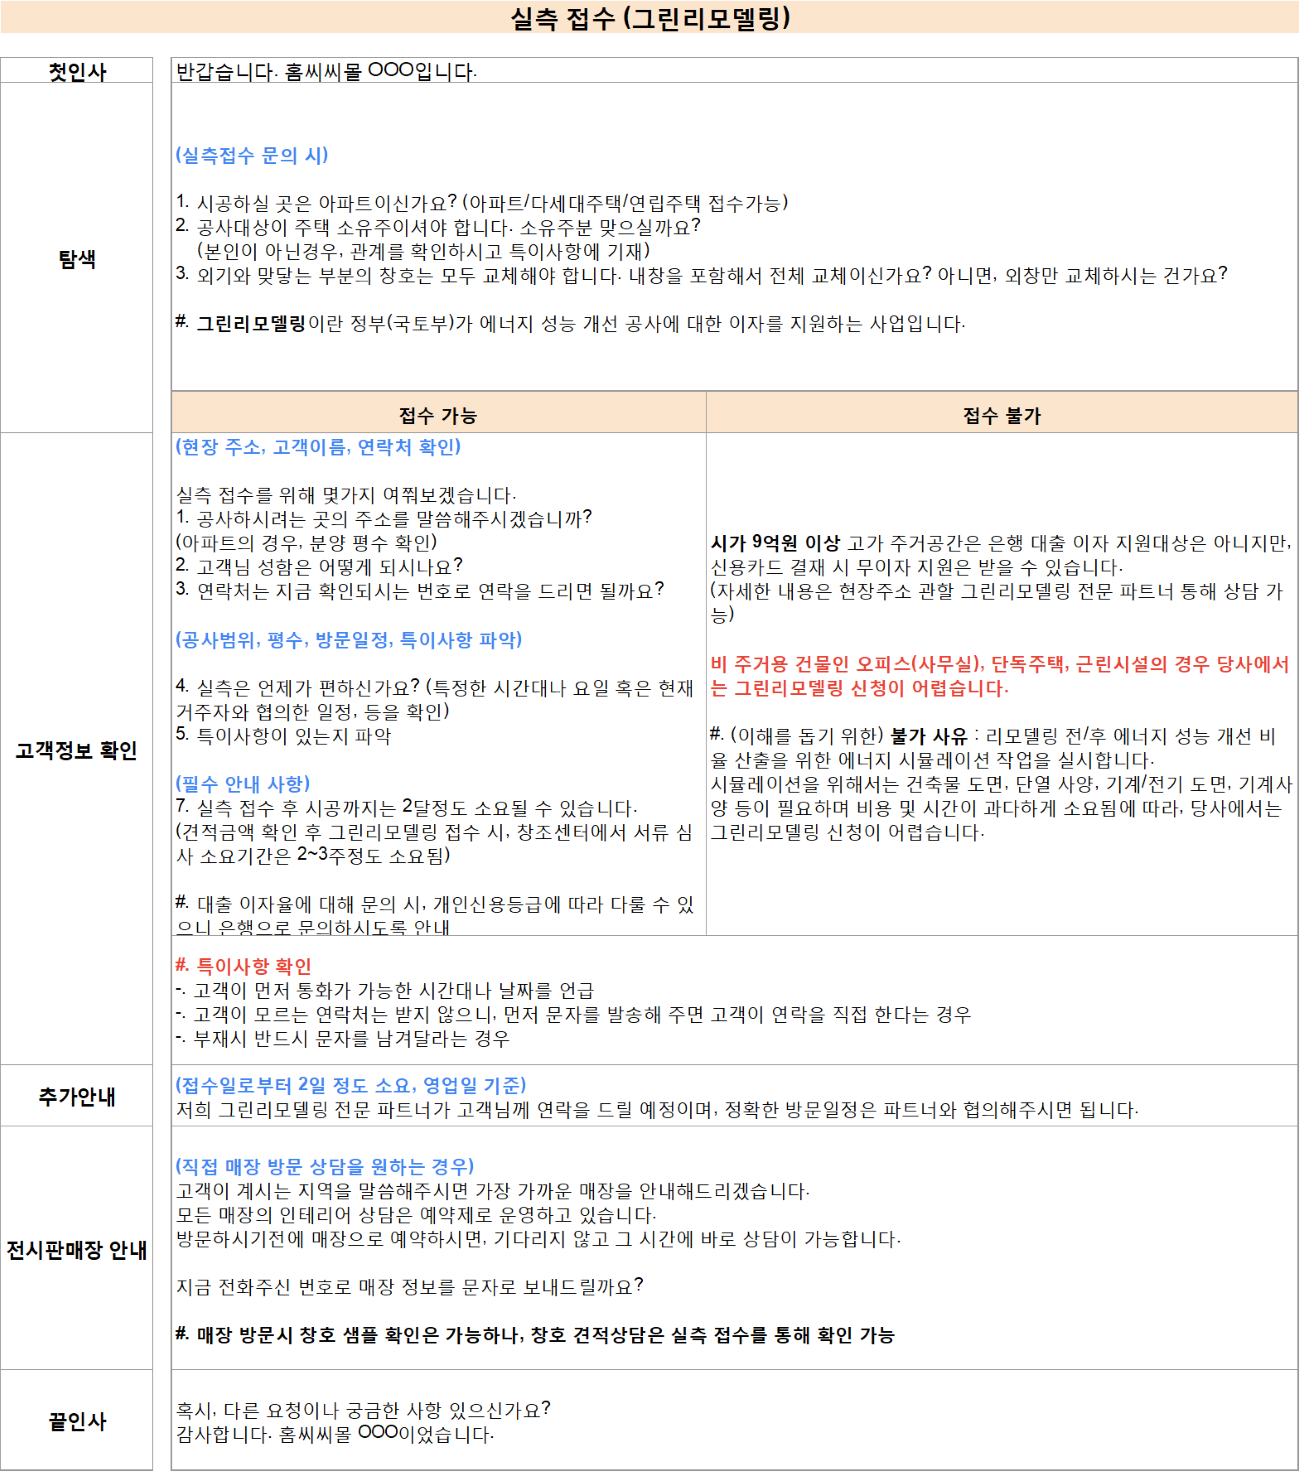 실측 접수 (그린리모델링)
첫인사
반갑습니다. 홈씨씨몰 OOO입니다.
탐색
(실측접수 문의 시)
1. 시공하실 곳은 아파트이신가요? (아파트/다세대주택/연립주택 접수가능)
2. 공사대상이 주택 소유주이셔야 합니다. 소유주분 맞으실까요?
(본인이 아닌경우, 관계를 확인하시고 특이사항에 기재)
3. 외기와 맞닿는 부분의 창호는 모두 교체해야 합니다. 내창을 포함해서 전체 교체이신가요? 아니면, 외창만 교체하시는 건가요?
#. 그린리모델링이란 정부(국토부)가 에너지 성능 개선 공사에 대한 이자를 지원하는 사업입니다.
접수 가능
접수 불가
고객정보 확인
(현장 주소, 고객이름, 연락처 확인)
실측 접수를 위해 몇가지 여쭤보겠습니다.
1. 공사하시려는 곳의 주소를 말씀해주시겠습니까?
(아파트의 경우, 분양 평수 확인)
2. 고객님 성함은 어떻게 되시나요?
3. 연락처는 지금 확인되시는 번호로 연락을 드리면 될까요?
(공사범위, 평수, 방문일정, 특이사항 파악)
4. 실측은 언제가 편하신가요? (특정한 시간대나 요일 혹은 현재
거주자와 협의한 일정, 등을 확인)
5. 특이사항이 있는지 파악
(필수 안내 사항)
7. 실측 접수 후 시공까지는 2달정도 소요될 수 있습니다.
(견적금액 확인 후 그린리모델링 접수 시, 창조센터에서 서류 심
사 소요기간은 2~3주정도 소요됨)
#. 대출 이자율에 대해 문의 시, 개인신용등급에 따라 다룰 수 있
으니 은행으로 문의하시도록 안내
시가 9억원 이상 고가 주거공간은 은행 대출 이자 지원대상은 아니지만,
신용카드 결재 시 무이자 지원은 받을 수 있습니다.
(자세한 내용은 현장주소 관할 그린리모델링 전문 파트너 통해 상담 가
능)
비 주거용 건물인 오피스(사무실), 단독주택, 근린시설의 경우 당사에서
는 그린리모델링 신청이 어렵습니다.
#. (이해를 돕기 위한) 불가 사유 : 리모델링 전/후 에너지 성능 개선 비
율 산출을 위한 에너지 시뮬레이션 작업을 실시합니다.
시뮬레이션을 위해서는 건축물 도면, 단열 사양, 기계/전기 도면, 기계사
양 등이 필요하며 비용 및 시간이 과다하게 소요됨에 따라, 당사에서는
그린리모델링 신청이 어렵습니다.
#. 특이사항 확인
-. 고객이 먼저 통화가 가능한 시간대나 날짜를 언급
-. 고객이 모르는 연락처는 받지 않으니, 먼저 문자를 발송해 주면 고객이 연락을 직접 한다는 경우
-. 부재시 반드시 문자를 남겨달라는 경우
추가안내
(접수일로부터 2일 정도 소요, 영업일 기준)
저희 그린리모델링 전문 파트너가 고객님께 연락을 드릴 예정이며, 정확한 방문일정은 파트너와 협의해주시면 됩니다.
전시판매장 안내
(직접 매장 방문 상담을 원하는 경우)
고객이 계시는 지역을 말씀해주시면 가장 가까운 매장을 안내해드리겠습니다.
모든 매장의 인테리어 상담은 예약제로 운영하고 있습니다.
방문하시기전에 매장으로 예약하시면, 기다리지 않고 그 시간에 바로 상담이 가능합니다.
지금 전화주신 번호로 매장 정보를 문자로 보내드릴까요?
#. 매장 방문시 창호 샘플 확인은 가능하나, 창호 견적상담은 실측 접수를 통해 확인 가능
끝인사
혹시, 다른 요청이나 궁금한 사항 있으신가요?
감사합니다. 홈씨씨몰 OOO이었습니다.